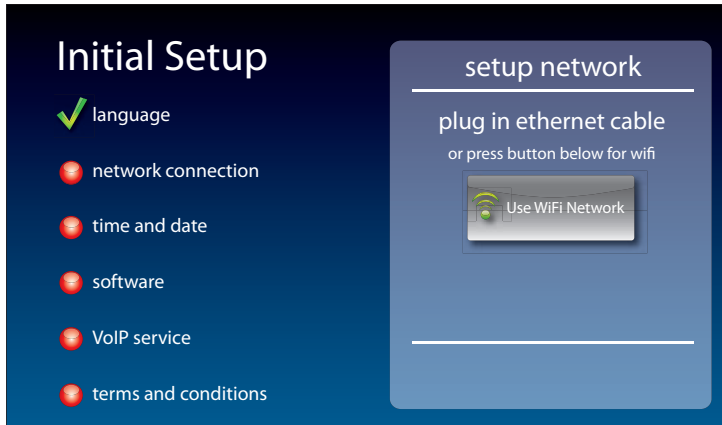 Initial Setup
language
network connection
time and date
software
VoIP service
terms and conditions
setup network
plug in ethernet cable
or press button below for wifi
Use WiFi Network